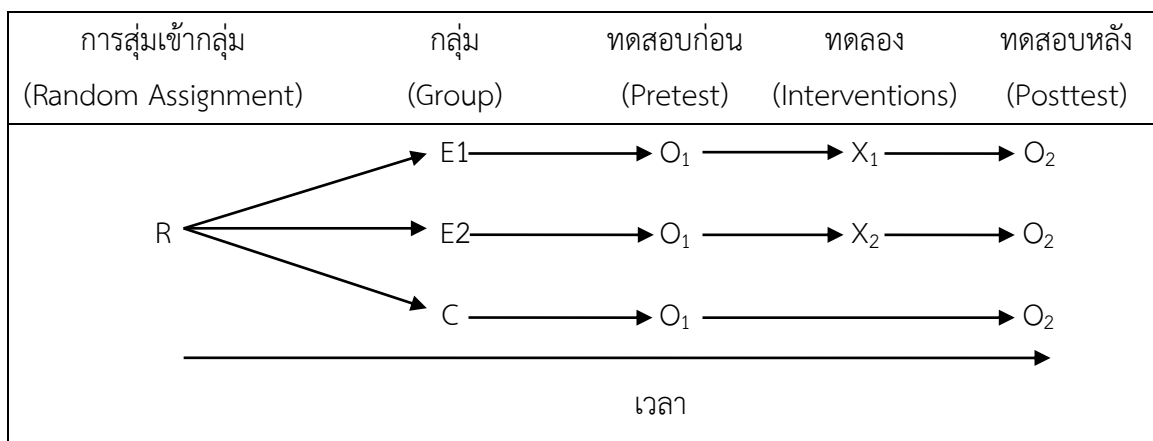 การสุ่มเข้ากลุ่ม กลุ่ม ทดสอบก่อน ทดลอง ทดสอบหลัง
(Random Assignment) (Group) (Pretest) (Interventions) (Posttest)
E1 O₁ X₁ O₂
R E2 O₁ X₂ O₂
C O₁ O₂
เวลา